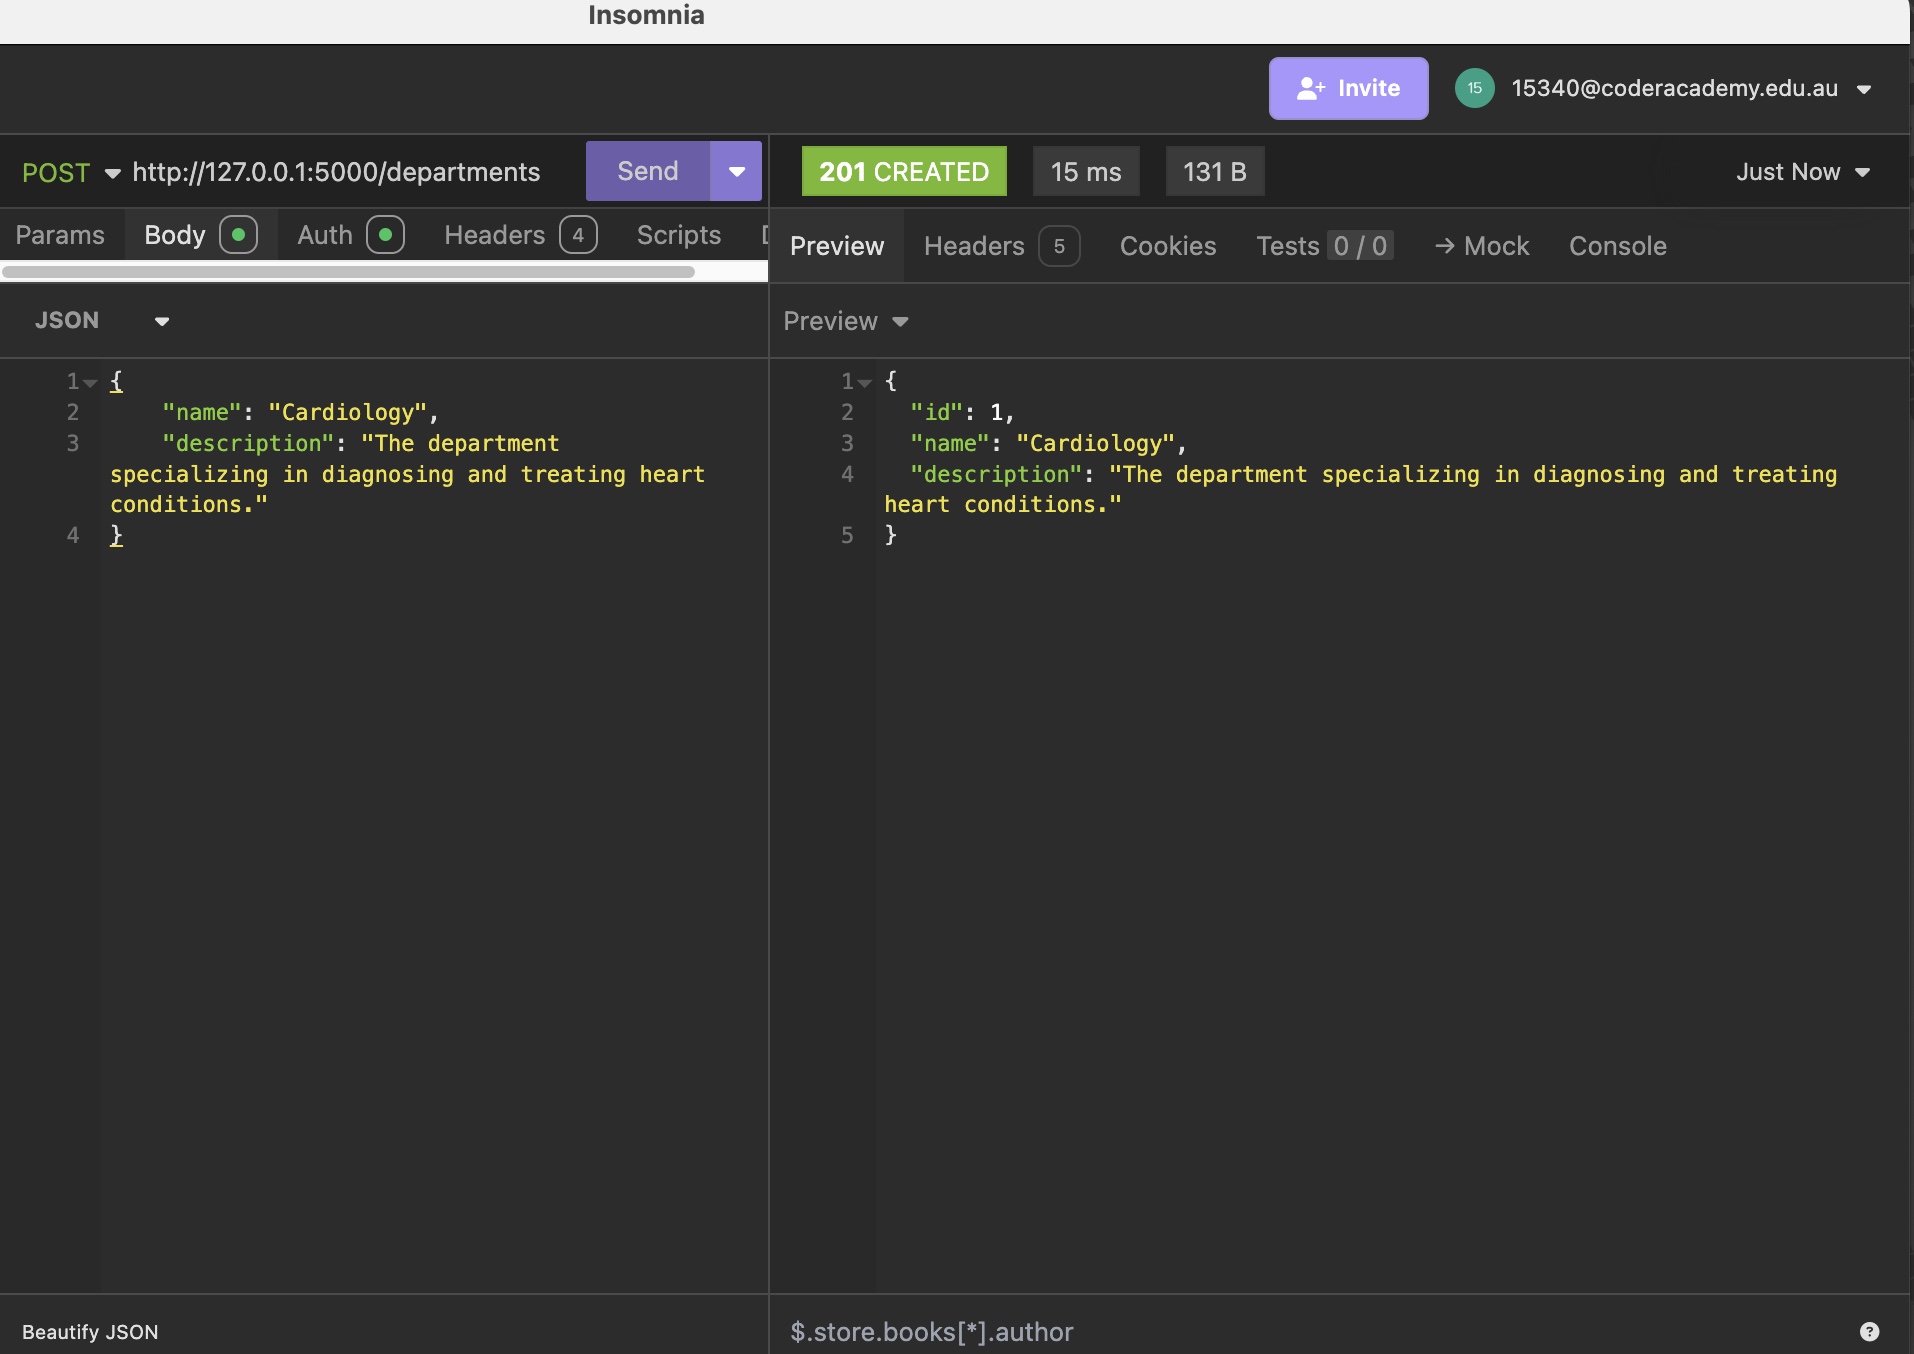 Insomnia
Invite
15
15340@coderacademy.edu.au
POST http://127.0.0.1:5000/departments Send
201 CREATED 15 ms 131 B Just Now
Params Body Auth Headers 4 Scripts
Preview Headers 5 Cookies Tests 0 / 0 → Mock Console
JSON
Preview
1 {
2 "name": "Cardiology",
3 "description": "The department
specializing in diagnosing and treating heart
conditions."
4 }
1 {
2 "id": 1,
3 "name": "Cardiology",
4 "description": "The department specializing in diagnosing and treating
heart conditions."
5 }
Beautify JSON
$.store.books[*].author
?